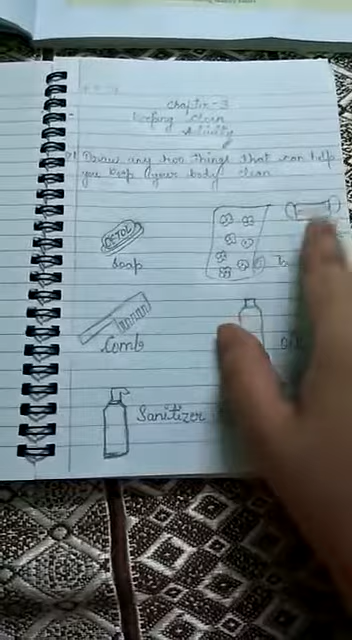 Chapter - 3
Keeping clean
Activity
Draw any two things that can help
you keep your body clean
DETOL
Soap
Comb
Sanitizer